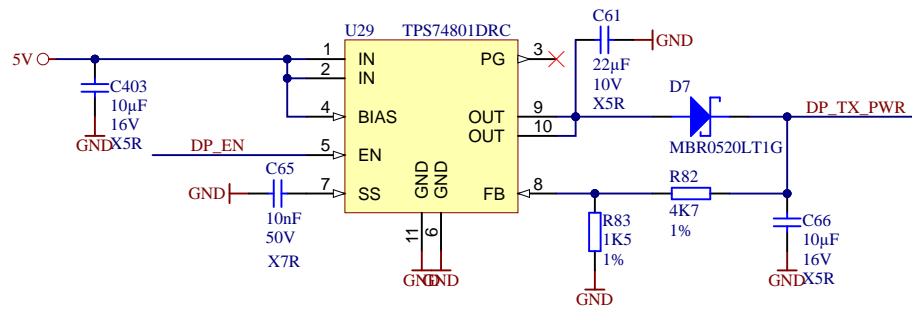 U29 TPS74801DRC
C61
GND
22µF
10V
X5R
5V
1
IN
2
IN
PG
3
C403
10µF
16V
X5R
GND
4
BIAS
OUT
9
OUT
10
D7
MBR0520LT1G
DP_TX_PWR
DP_EN
5
EN
C65
GND
10nF
50V
X7R
7
SS
GND
GND
FB
8
R82
4K7
1%
R83
1K5
1%
GND
C66
10µF
16V
X5R
GND
11
6
GND
GND